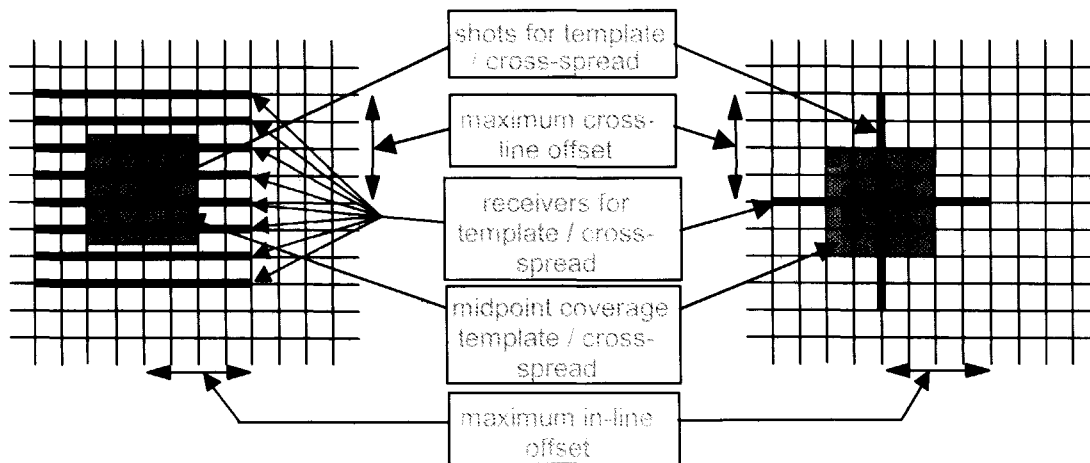 shots for template
/ cross-spread
maximum cross-
line offset
receivers for
template / cross-
spread
midpoint coverage
template / cross-
spread
maximum in-line
offset